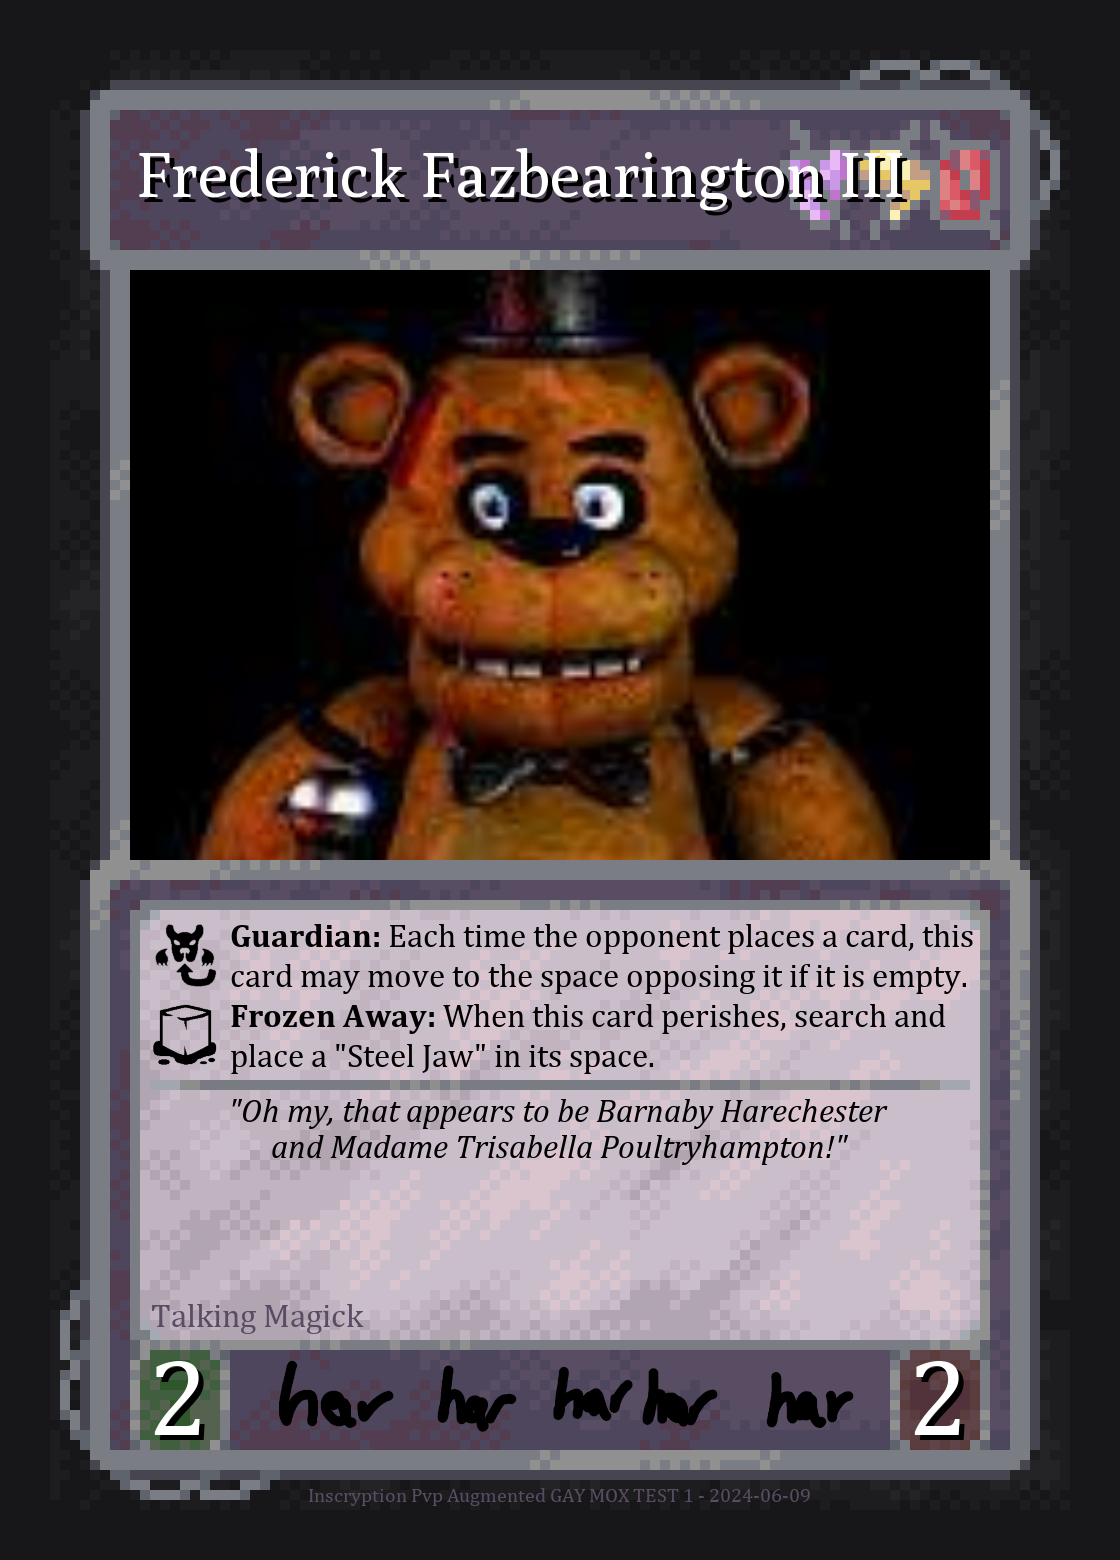 Frederick Fazbearington III
Guardian: Each time the opponent places a card, this
card may move to the space opposing it if it is empty.
Frozen Away: When this card perishes, search and
place a "Steel Jaw" in its space.
"Oh my, that appears to be Barnaby Harechester
and Madame Trisabella Poultryhampton!"
Talking Magick
2 har har har har har 2
Inscryption Pvp Augmented GAY MOX TEST 1 - 2024-06-09